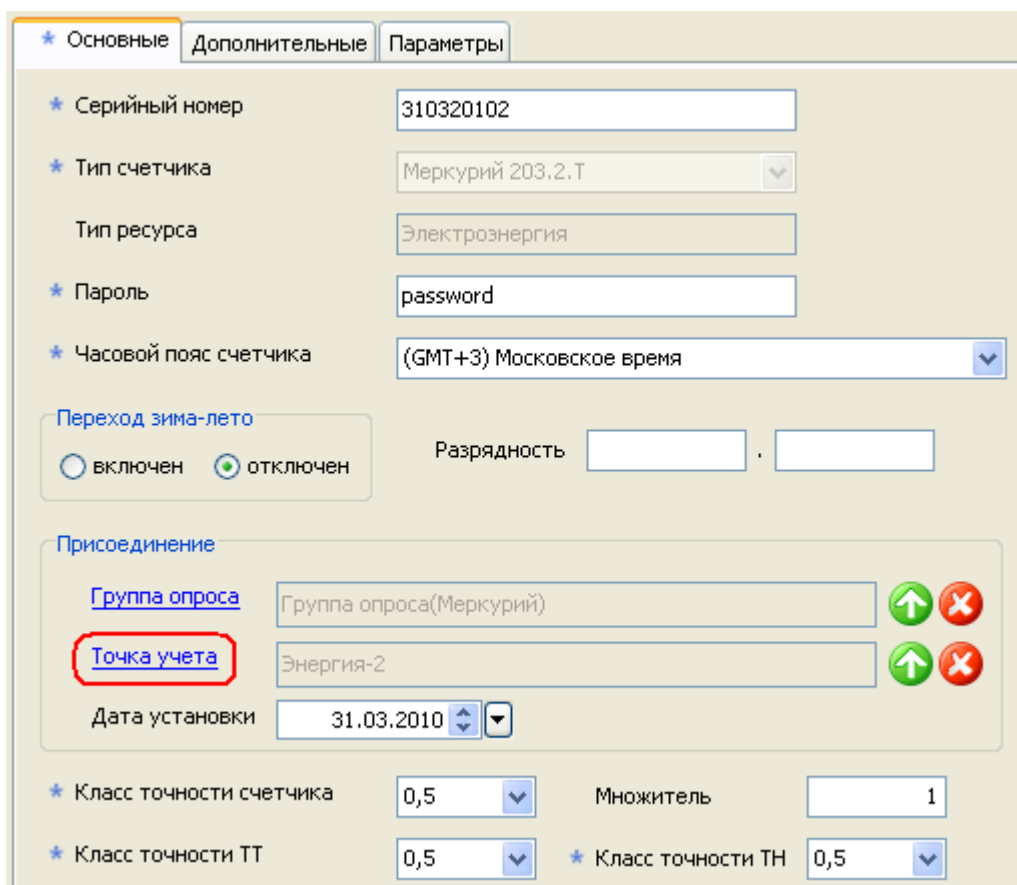 * Основные Дополнительные Параметры
* Серийный номер 310320102
* Тип счетчика Меркурий 203.2.Т
Тип ресурса Электроэнергия
* Пароль password
* Часовой пояс счетчика (GMT+3) Московское время
Переход зима-лето
включен отключен Разрядность .
Присоединение
Группа опроса Группа опроса(Меркурий)
Точка учета Энергия-2
Дата установки 31.03.2010
* Класс точности счетчика 0,5 Множитель 1
* Класс точности ТТ 0,5 * Класс точности ТН 0,5